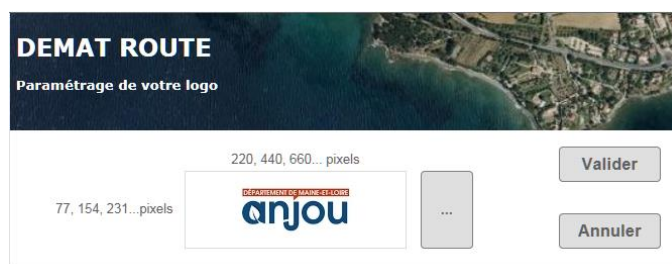 DEMAT ROUTE
Paramétrage de votre logo
220, 440, 660... pixels
77, 154, 231...pixels
DÉPARTEMENT DE MAINE-ET-LOIRE
anjou
...
Valider
Annuler